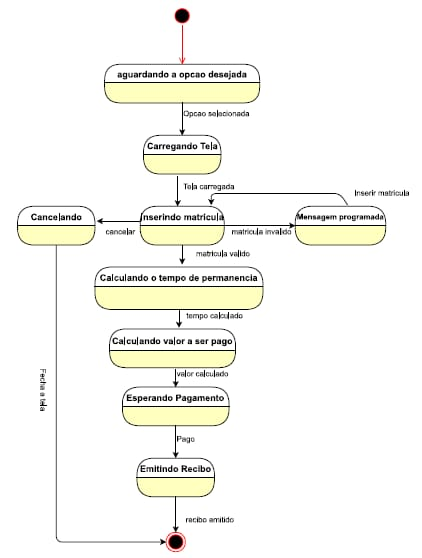 aguardando a opcao desejada
Opcao selecionada
Carregando Tela
Tela carregada
Inserir matricula
Cancelando
Inserindo matricula
Mensagem programada
cancelar
matricula invalido
matricula valido
Calculando o tempo de permanencia
tempo calculado
Calculando valor a ser pago
valor calculado
Fecha a tela
Esperando Pagamento
Pago
Emitindo Recibo
recibo emitido